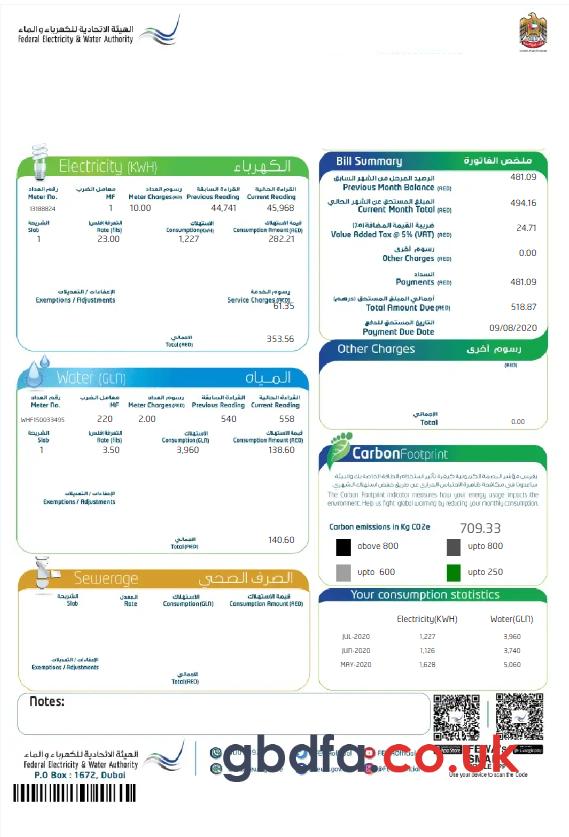 الهيئة الاتحادية للكهرباء و الماء
Federal Electricity & Water Authority
Electricity (KWH) الكهرباء
رقم العداد معامل الضرب رسوم العداد القراءة السابقة القراءة الحالية
Meter No. MF Meter Charges(AED) Previous Reading Current Reading
13188824 1 10.00 44,741 45,968
الشريحة التعرفة (فلس) الاستهلاك قيمة الاستهلاك
Slab Rate (fils) Consumption(KWH) Consumption Amount (AED)
1 23.00 1,227 282.21
الإعفاءات / التعديلات رسوم الخدمة
Exemptions / Adjustments Service Charges(AED)
61.35
الاجمالي
Total (AED) 353.56
Water (GLN) المياه
رقم العداد معامل الضرب رسوم العداد القراءة السابقة القراءة الحالية
Meter No. MF Meter Charges(AED) Previous Reading Current Reading
WHF150033495 220 2.00 540 558
الشريحة التعرفة (فلس) الاستهلاك قيمة الاستهلاك
Slab Rate (fils) Consumption(GLN) Consumption Amount (AED)
1 3.50 3,960 138.60
الإعفاءات / التعديلات
Exemptions / Adjustments
الاجمالي
Total(AED) 140.60
Sewerage الصرف الصحي
الشريحة المعدل الاستهلاك قيمة الاستهلاك
Slab Rate Consumption(GLN) Consumption Amount (AED)
الإعفاءات / التعديلات
Exemptions / Adjustments
الاجمالي
Total(AED)
Bill Summary ملخص الفاتورة
الرصيد المرحل من الشهر السابق
Previous Month Balance (AED) 481.09
المبلغ المستحق عن الشهر الحالي
Current Month Total (AED) 494.16
ضريبة القيمة المضافة (5%)
Value Added Tax @ 5% (VAT) (AED) 24.71
رسوم أخرى
Other Charges (AED) 0.00
السداد
Payments (AED) 481.09
إجمالي المبلغ المستحق (درهم)
Total Amount Due (AED) 518.87
التاريخ المستحق للدفع
Payment Due Date 09/08/2020
Other Charges رسوم أخرى
(AED)
الاجمالي
Total 0.00
CarbonFootprint
The Carbon Footprint indicator measures how your energy usage impacts the
environment. Help us fight global warming by reducing your monthly consumption.
Carbon emissions in Kg CO2e 709.33
above 800 upto 800
upto 600 upto 250
Your consumption statistics
Electricity(KWH) Water(GLN)
JUL-2020 1,227 3,960
JUN-2020 1,126 3,740
MAY-2020 1,628 5,060
Notes:
الهيئة الاتحادية للكهرباء و الماء
Federal Electricity & Water Authority
P.O Box : 1672, Dubai
gbdfa.co.uk
Use your device to scan the Code